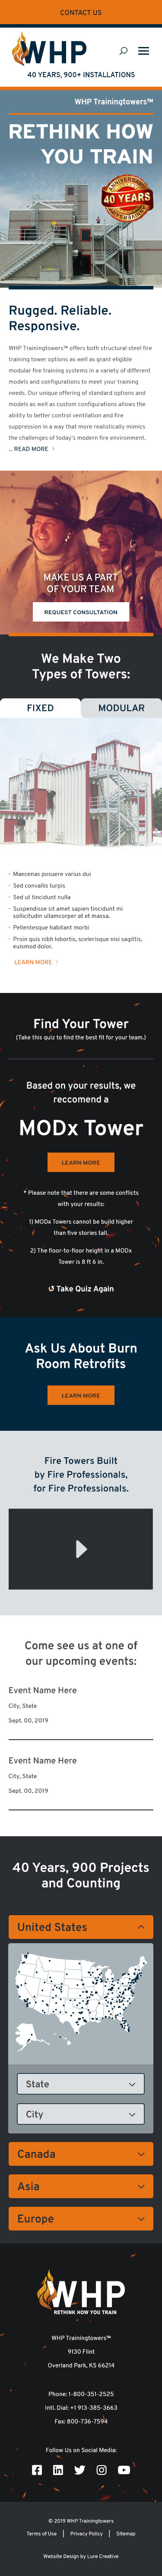 CONTACT US
WHP
40 YEARS, 900+ INSTALLATIONS
WHP Trainingtowers™
RETHINK HOW
YOU TRAIN
ANNIVERSARY
40 YEARS
Rugged. Reliable.
Responsive.
WHP Trainingtowers™ offers both structural steel fire
training tower options as well as grant eligible
modular fire training systems in a variety of different
models and configurations to meet your training
needs. Our unique offering of standard options and
models as well as custom configurations allows the
ability to better control ventilation and fire
suppression in a way that more realistically mimics
the challenges of today's modern fire environment.
... READ MORE >
MAKE US A PART
OF YOUR TEAM
REQUEST CONSULTATION
We Make Two
Types of Towers:
FIXED
MODULAR
· Maecenas posuere varius dui
· Sed convallis turpis
· Sed ut tincidunt nulla
· Suspendisse sit amet sapien tincidunt mi
sollicitudin ullamcorper at et massa.
· Pellentesque habitant morbi
· Proin quis nibh lobortis, scelerisque nisi sagittis,
euismod dolor.
LEARN MORE >
Find Your Tower
(Take this quiz to find the best fit for your team.)
Based on your results, we
reccomend a
MODx Tower
LEARN MORE
* Please note that there are some conflicts
with your results:
1) MODx Towers cannot be build higher
than five stories tall.
2) The floor-to-floor height in a MODx
Tower is 8 ft 6 in.
↺ Take Quiz Again
Ask Us About Burn
Room Retrofits
LEARN MORE
Fire Towers Built
by Fire Professionals,
for Fire Professionals.
Come see us at one of
our upcoming events:
Event Name Here
City, State
Sept. 00, 2019
Event Name Here
City, State
Sept. 00, 2019
40 Years, 900 Projects
and Counting
United States
State
City
Canada
Asia
Europe
WHP
RETHINK HOW YOU TRAIN
WHP Trainingtowers™
9130 Flint
Overland Park, KS 66214
Phone: 1-800-351-2525
Intl. Dial: +1 913-385-3663
Fax: 800-736-7594
Follow Us on Social Media:
© 2019 WHP Trainingtowers
Terms of Use | Privacy Policy | Sitemap
Website Design by Lure Creative